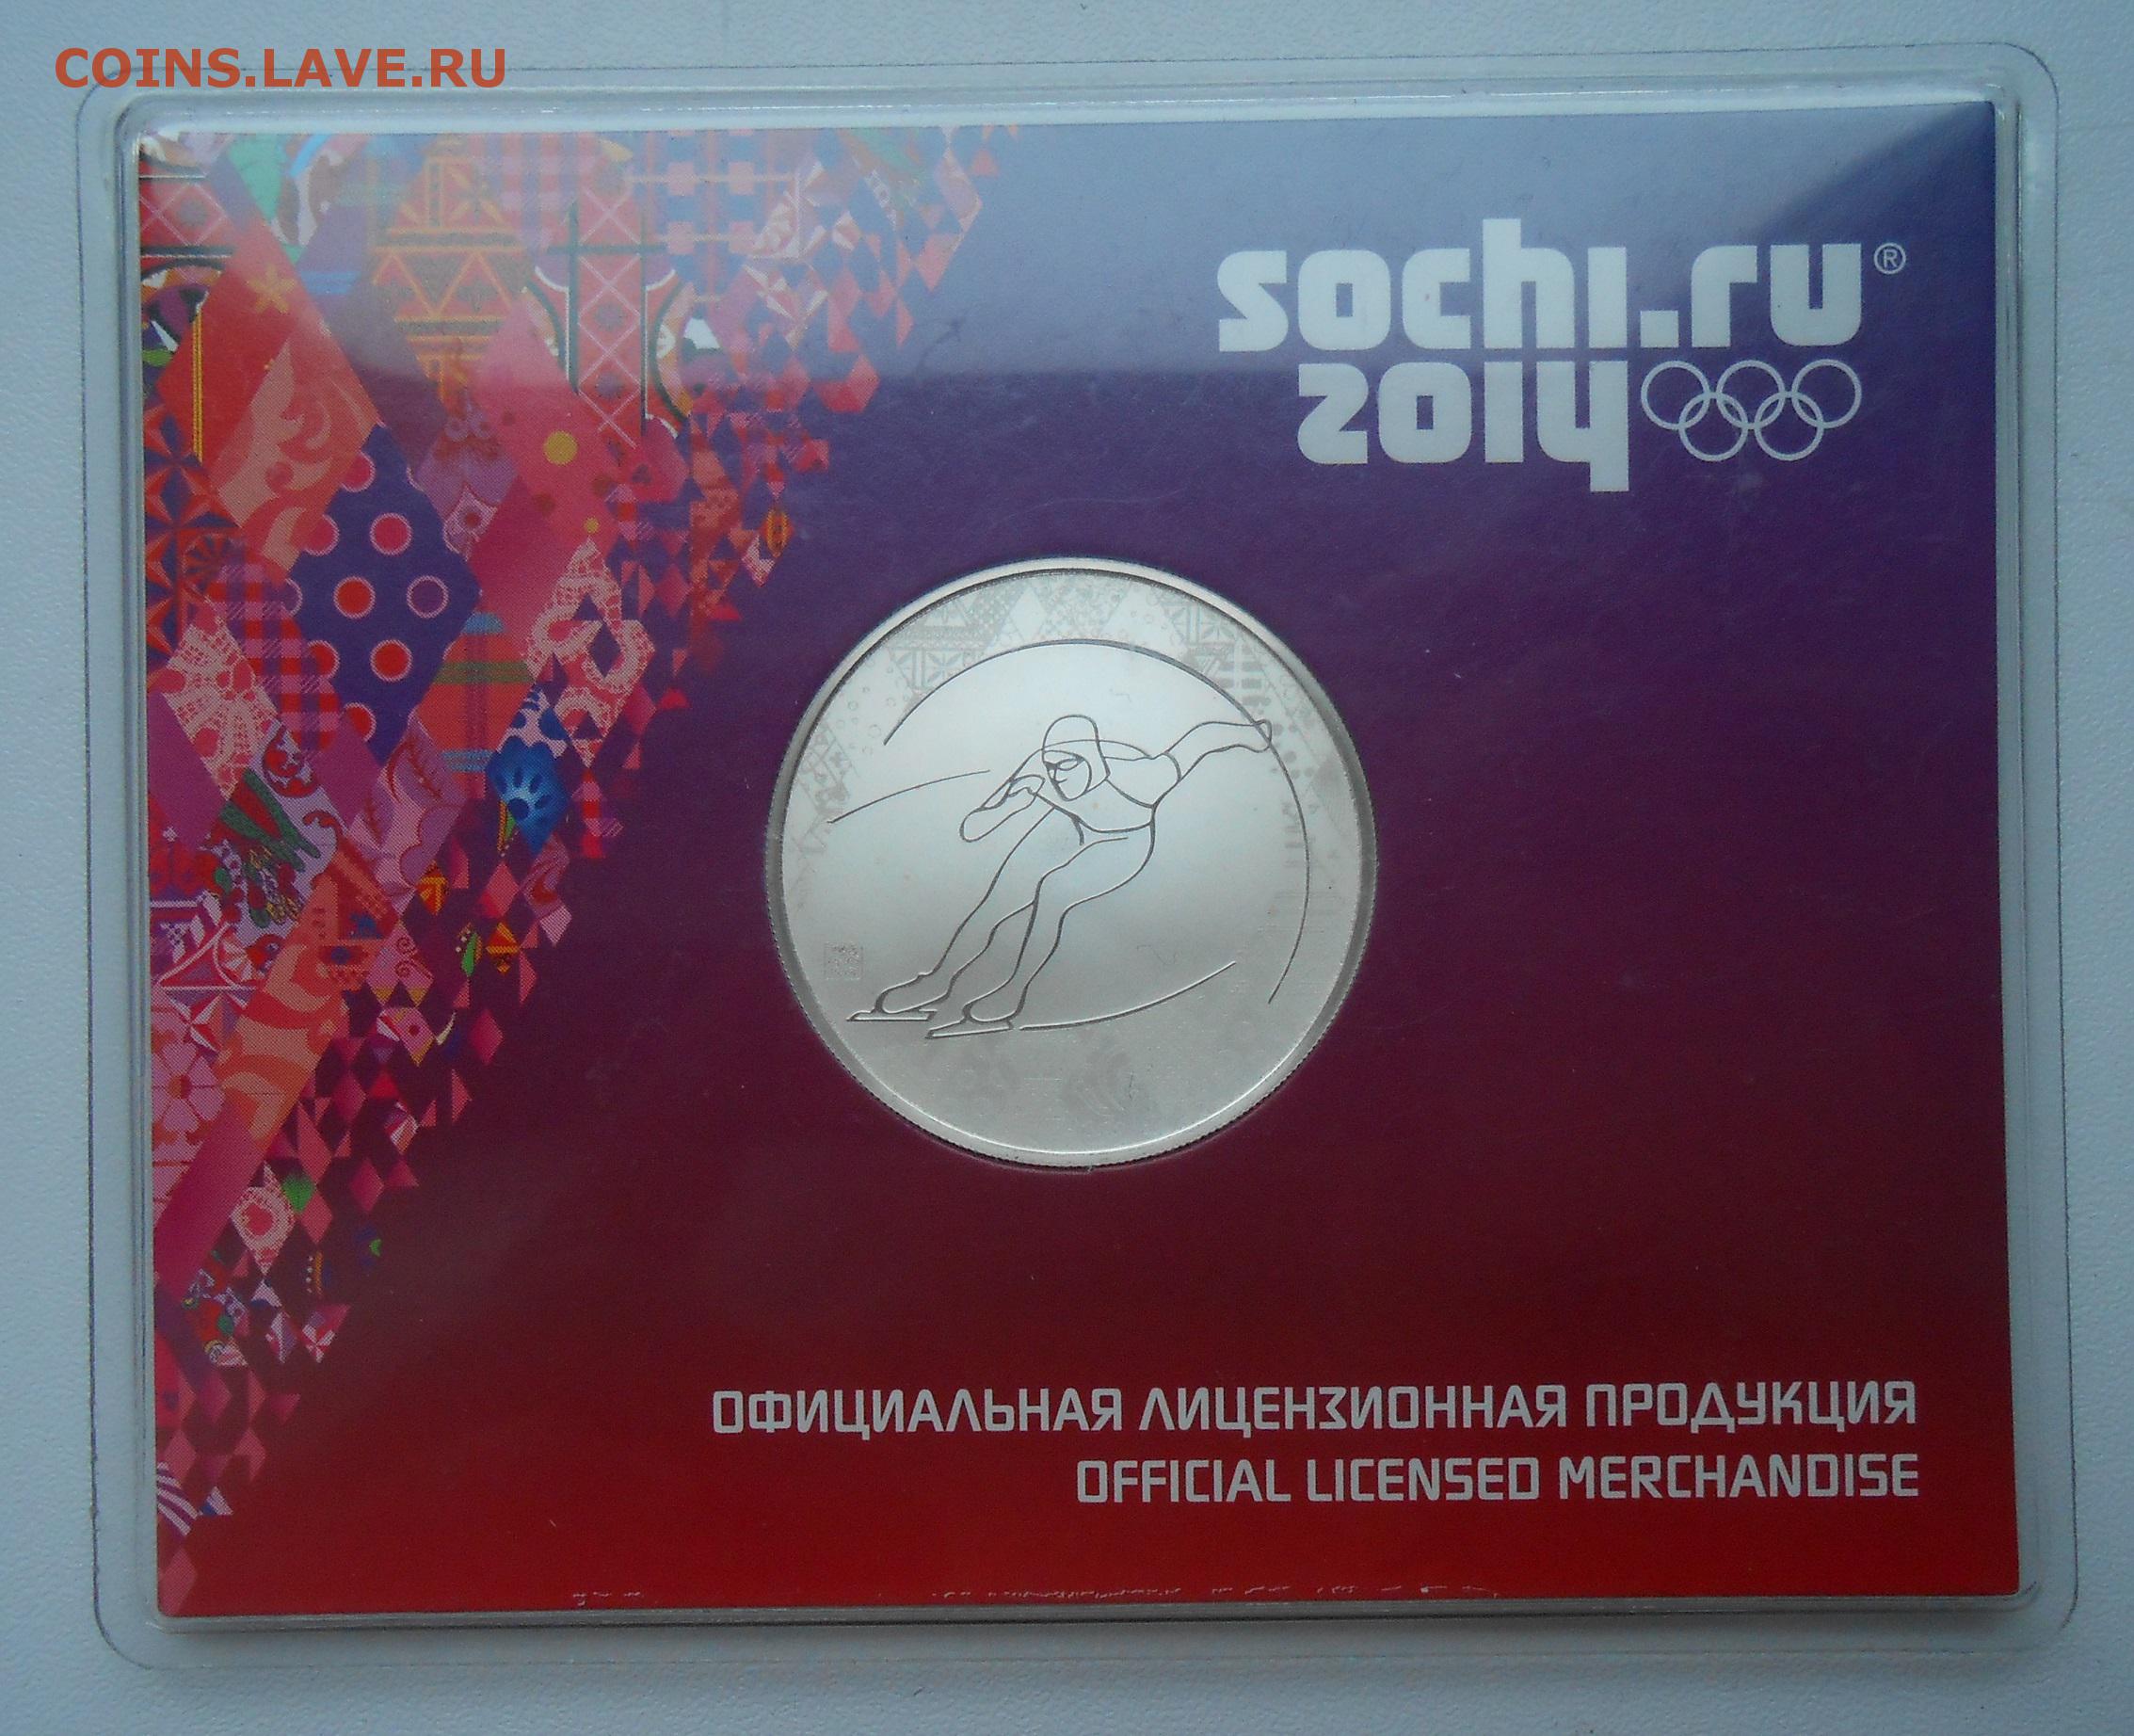 COINS.LAVE.RU
sochi.ru®
2014
ОФИЦИАЛЬНАЯ ЛИЦЕНЗИОННАЯ ПРОДУКЦИЯ
OFFICIAL LICENSED MERCHANDISE